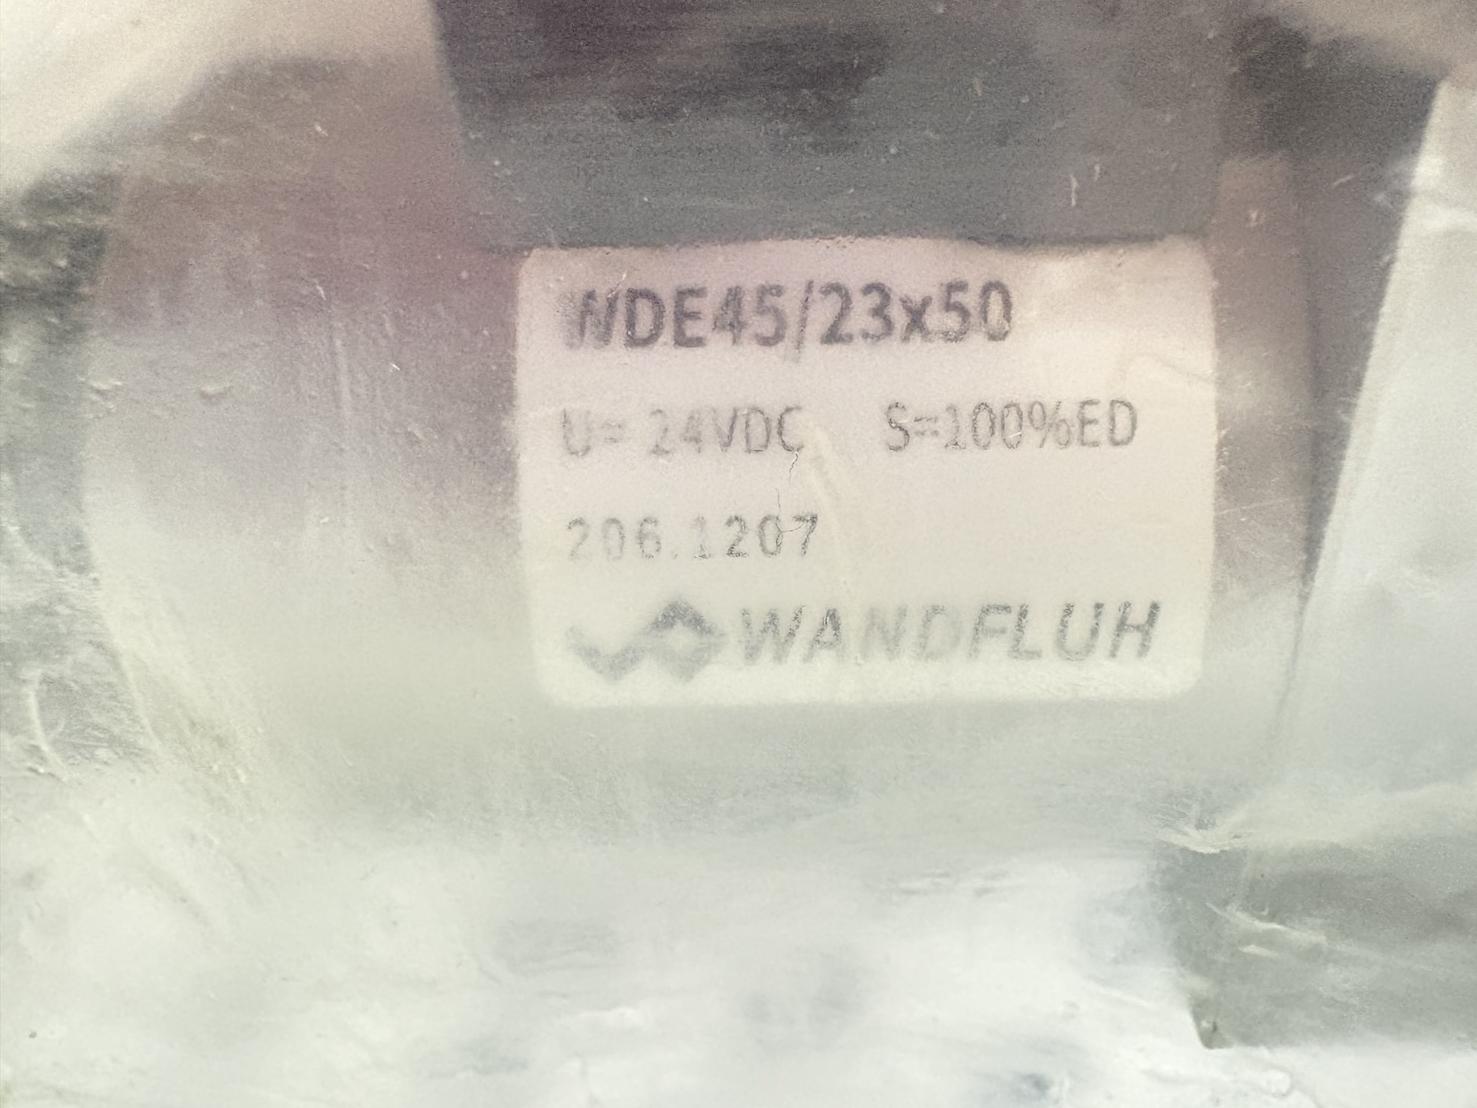 WDE45/23x50
U= 24VDC S=100%ED
206.1207
WANDFLUH